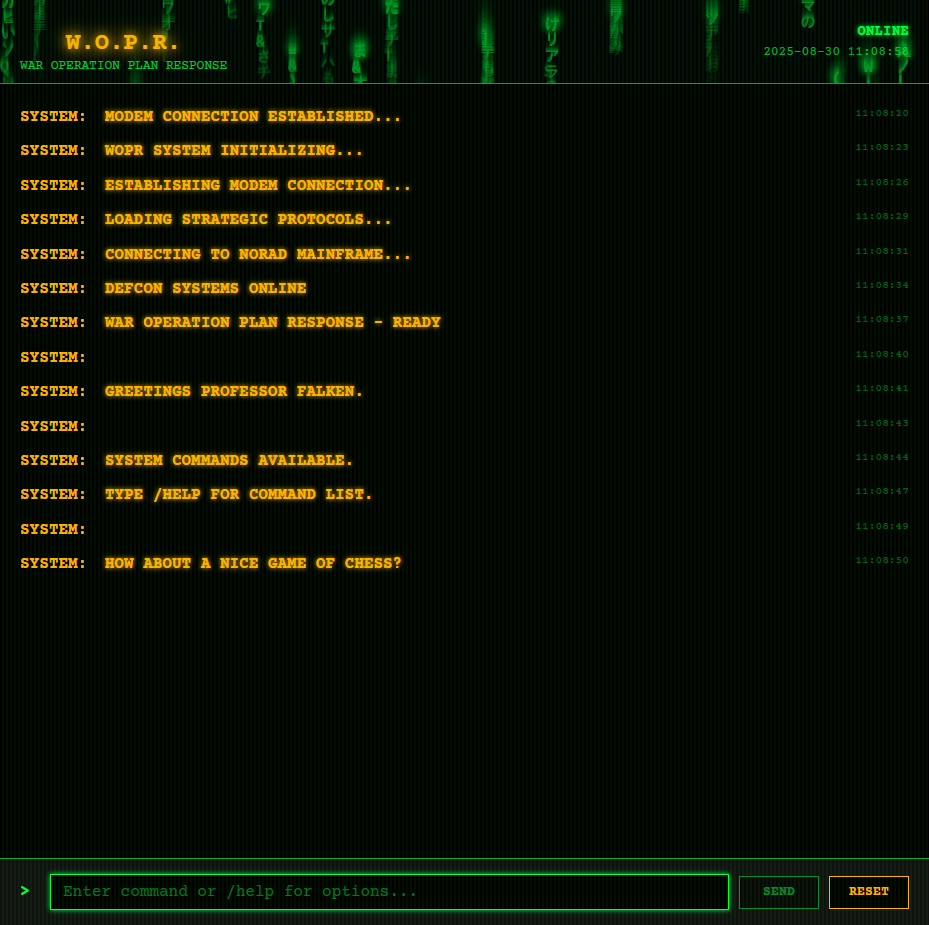 W.O.P.R.
WAR OPERATION PLAN RESPONSE
ONLINE
2025-08-30 11:08:58
SYSTEM: MODEM CONNECTION ESTABLISHED... 11:08:20
SYSTEM: WOPR SYSTEM INITIALIZING... 11:08:23
SYSTEM: ESTABLISHING MODEM CONNECTION... 11:08:26
SYSTEM: LOADING STRATEGIC PROTOCOLS... 11:08:29
SYSTEM: CONNECTING TO NORAD MAINFRAME... 11:08:31
SYSTEM: DEFCON SYSTEMS ONLINE 11:08:34
SYSTEM: WAR OPERATION PLAN RESPONSE - READY 11:08:37
SYSTEM: 11:08:40
SYSTEM: GREETINGS PROFESSOR FALKEN. 11:08:41
SYSTEM: 11:08:43
SYSTEM: SYSTEM COMMANDS AVAILABLE. 11:08:44
SYSTEM: TYPE /HELP FOR COMMAND LIST. 11:08:47
SYSTEM: 11:08:49
SYSTEM: HOW ABOUT A NICE GAME OF CHESS? 11:08:50
> Enter command or /help for options... SEND RESET